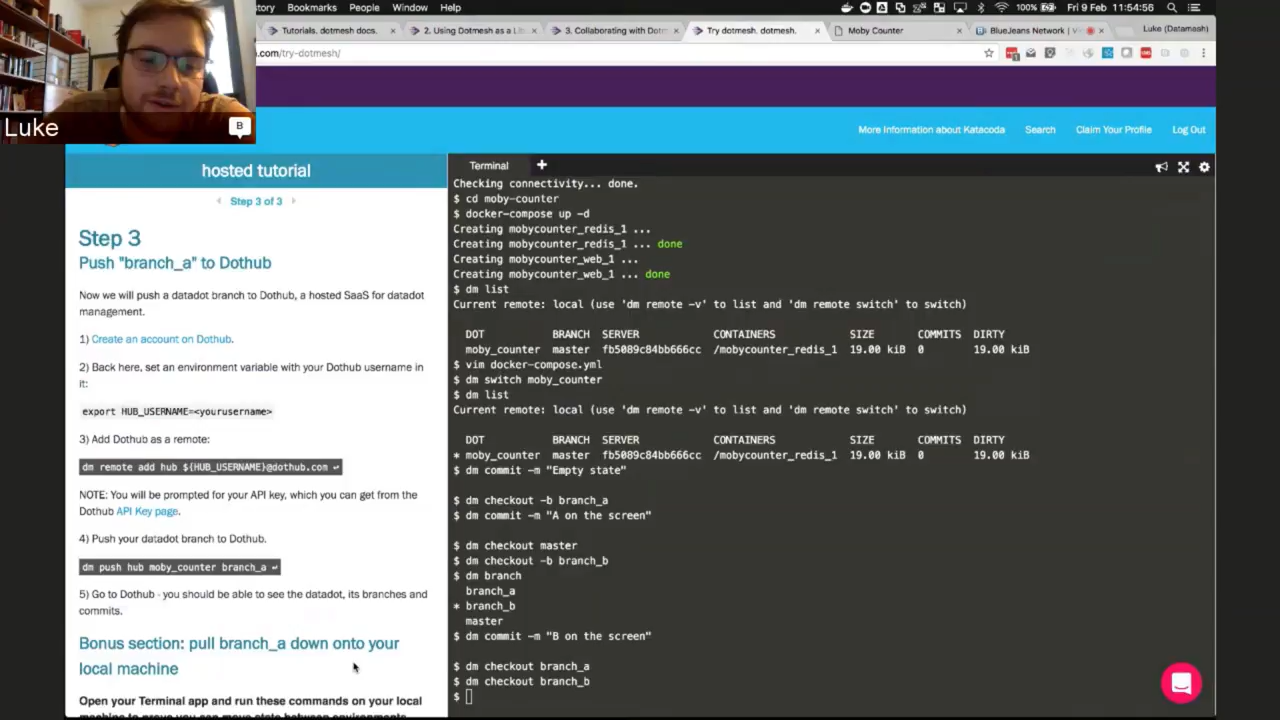 story Bookmarks People Window Help
100% Fri 9 Feb 11:54:56
Tutorials. dotmesh docs.
2. Using Dotmesh as a Lib
3. Collaborating with Dotm
Try dotmesh. dotmesh.
Moby Counter
BlueJeans Network | V
Luke (Datamesh)
.com/try-dotmesh/
Luke
B
More Information about Katacoda
Search
Claim Your Profile
Log Out
hosted tutorial
Step 3 of 3
Step 3
Push "branch_a" to Dothub
Now we will push a datadot branch to Dothub, a hosted SaaS for datadot
management.
1) Create an account on Dothub.
2) Back here, set an environment variable with your Dothub username in
it:
export HUB_USERNAME=<yourusername>
3) Add Dothub as a remote:
dm remote add hub ${HUB_USERNAME}@dothub.com ↩
NOTE: You will be prompted for your API key, which you can get from the
Dothub API Key page.
4) Push your datadot branch to Dothub.
dm push hub moby_counter branch_a ↩
5) Go to Dothub - you should be able to see the datadot, its branches and
commits.
Bonus section: pull branch_a down onto your
local machine
Open your Terminal app and run these commands on your local
machine to prove you can move state between environments
Terminal +
Checking connectivity... done.
$ cd moby-counter
$ docker-compose up -d
Creating mobycounter_redis_1 ...
Creating mobycounter_redis_1 ... done
Creating mobycounter_web_1 ...
Creating mobycounter_web_1 ... done
$ dm list
Current remote: local (use 'dm remote -v' to list and 'dm remote switch' to switch)
DOT BRANCH SERVER CONTAINERS SIZE COMMITS DIRTY
moby_counter master fb5089c84bb666cc /mobycounter_redis_1 19.00 kiB 0 19.00 kiB
$ vim docker-compose.yml
$ dm switch moby_counter
$ dm list
Current remote: local (use 'dm remote -v' to list and 'dm remote switch' to switch)
DOT BRANCH SERVER CONTAINERS SIZE COMMITS DIRTY
* moby_counter master fb5089c84bb666cc /mobycounter_redis_1 19.00 kiB 0 19.00 kiB
$ dm commit -m "Empty state"
$ dm checkout -b branch_a
$ dm commit -m "A on the screen"
$ dm checkout master
$ dm checkout -b branch_b
$ dm branch
branch_a
* branch_b
master
$ dm commit -m "B on the screen"
$ dm checkout branch_a
$ dm checkout branch_b
$